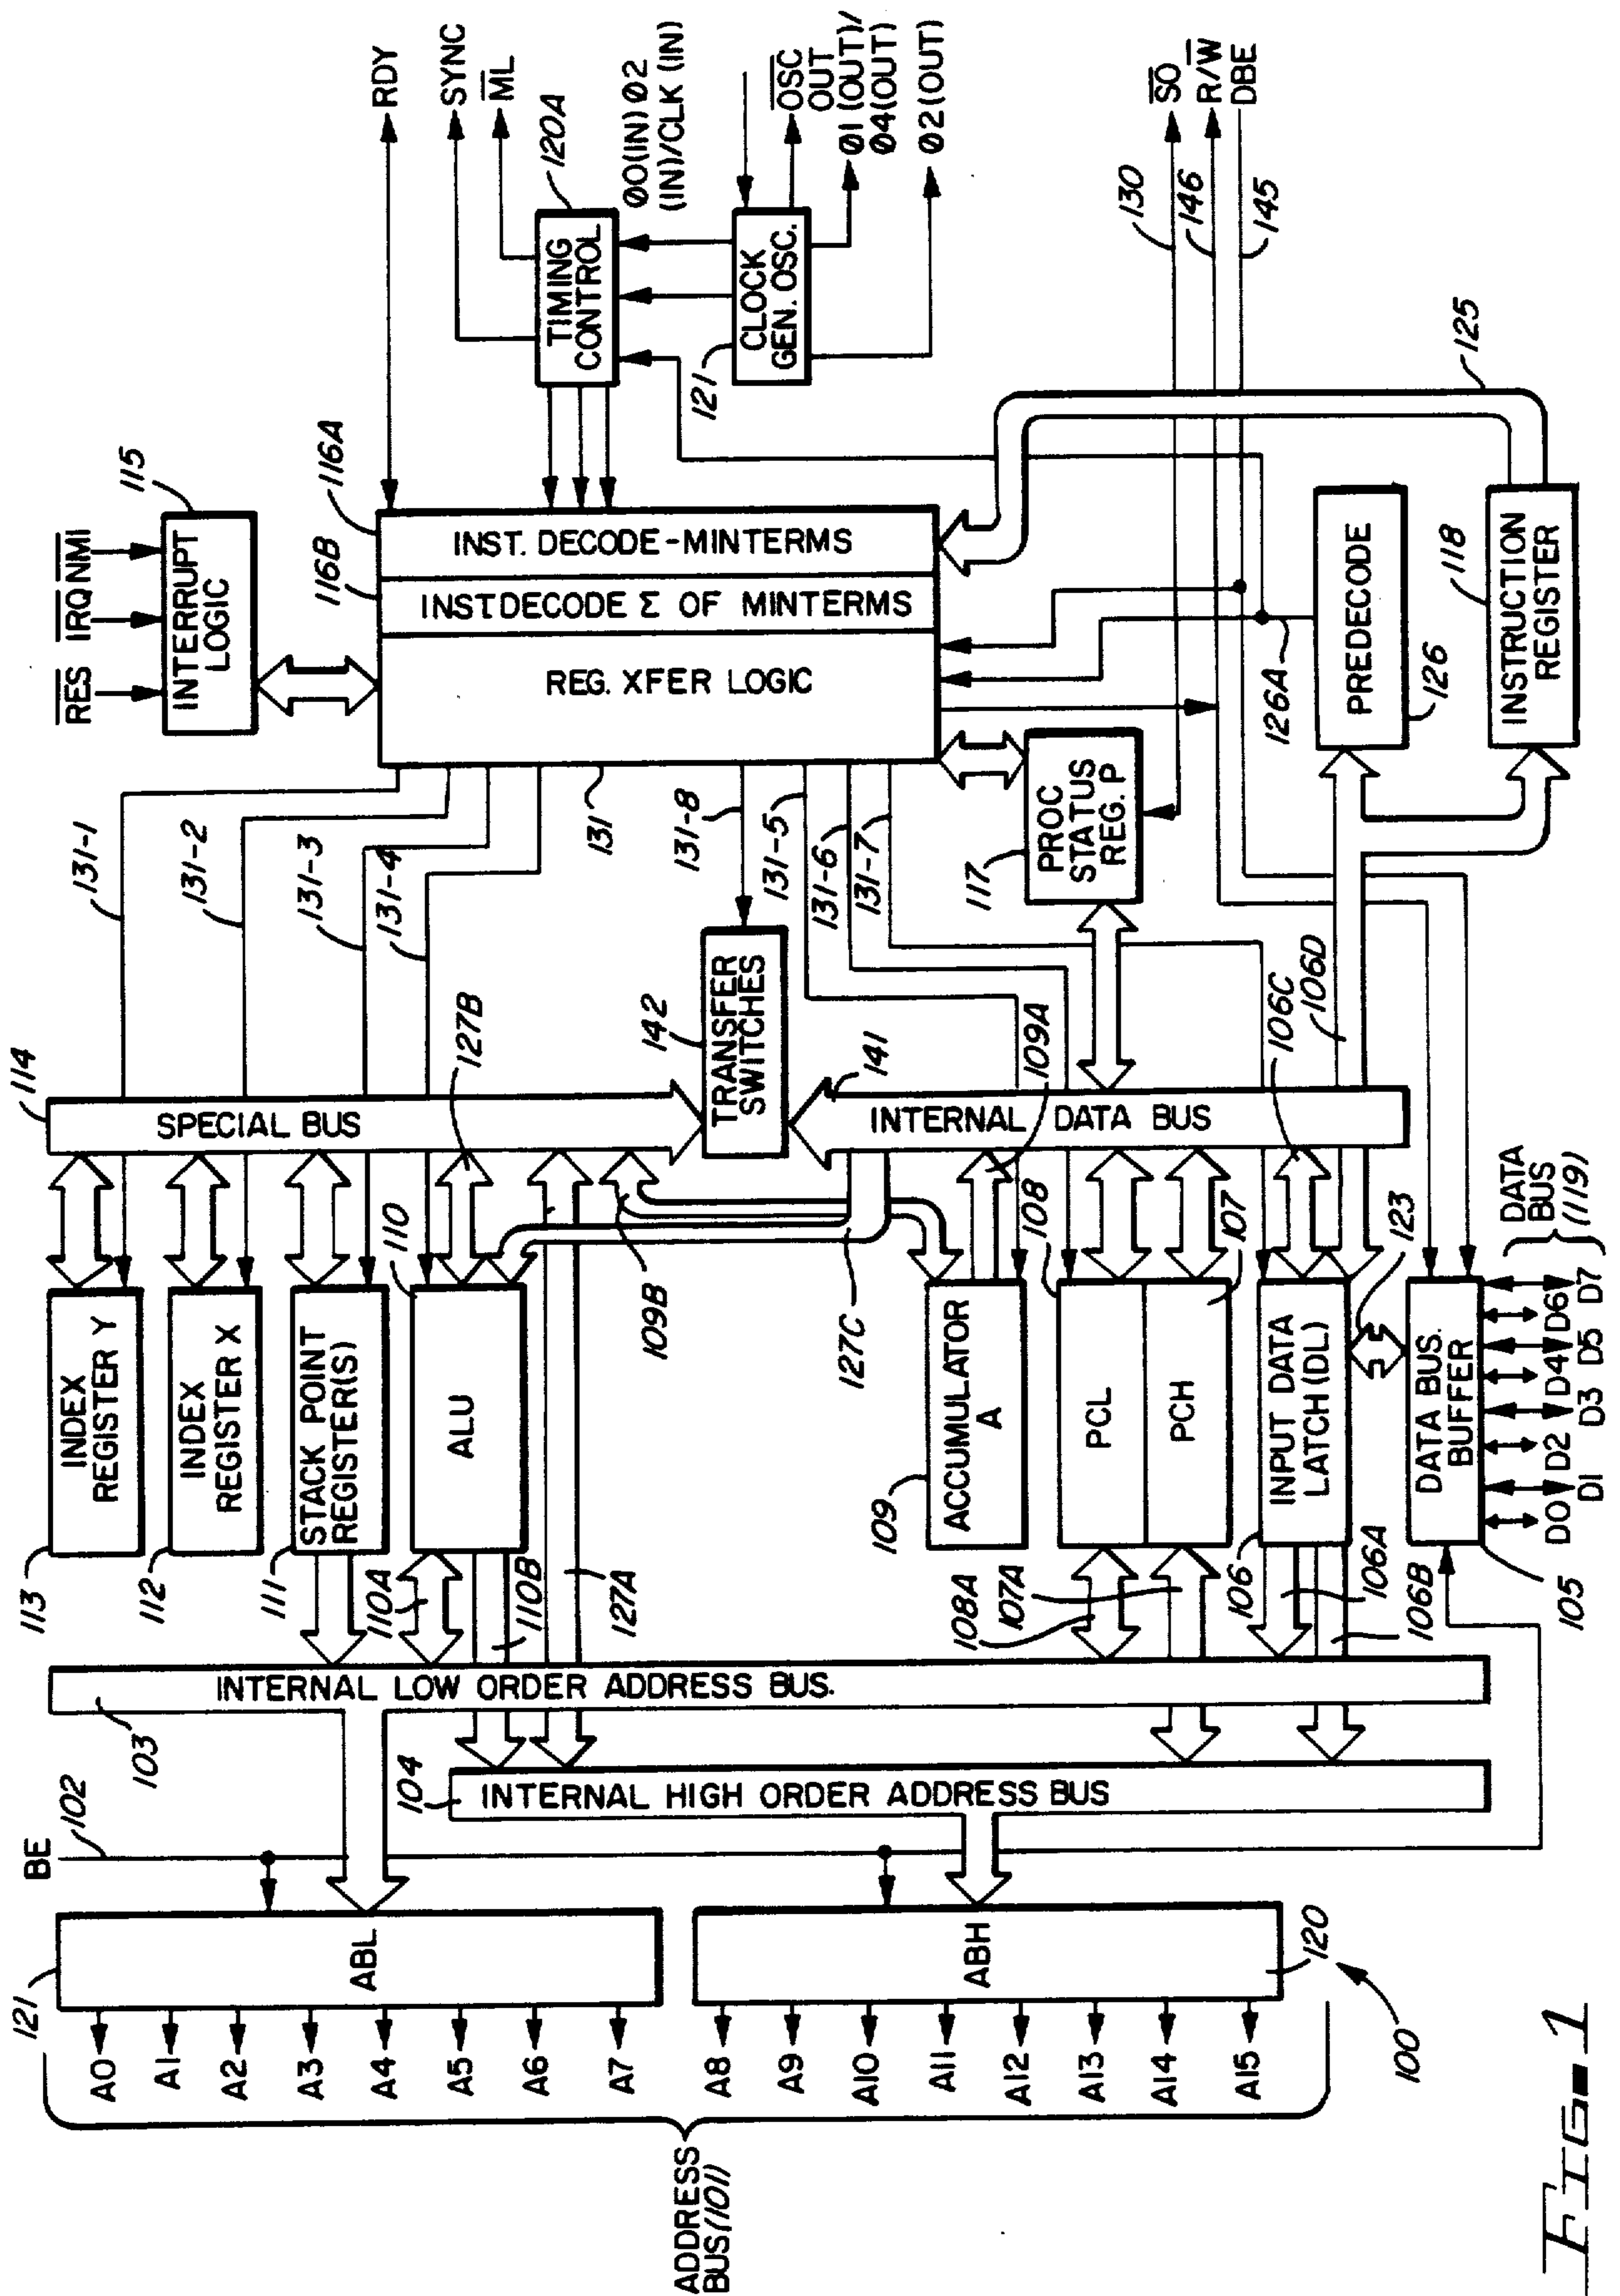 ADDRESS
BUS(101)
A0
A1
A2
A3
A4
A5
A6
A7
A8
A9
A10
A11
A12
A13
A14
A15
121
ABL
ABH
120
100
BE
102
103
INTERNAL LOW ORDER ADDRESS BUS.
104
INTERNAL HIGH ORDER ADDRESS BUS
113
INDEX
REGISTER Y
112
INDEX
REGISTER X
111
STACK POINT
REGISTER(S)
110
ALU
110A
110B
127A
127B
127C
109B
109
ACCUMULATOR
A
109A
108
PCL
PCH
107
108A
107A
106
INPUT DATA
LATCH(DL)
106A
106B
106C
106D
123
DATA BUS.
BUFFER
105
D0
D1
D2
D3
D4
D5
D6
D7
DATA
BUS
(119)
114
SPECIAL BUS
142
TRANSFER
SWITCHES
141
INTERNAL DATA BUS
131-1
131-2
131-3
131-4
131
131-8
131-5
131-6
131-7
117
PROC
STATUS
REG. P
R̅E̅S̅
I̅R̅Q̅
N̅M̅I̅
115
INTERRUPT
LOGIC
116A
116B
INST. DECODE-MINTERMS
INSTDECODE Σ OF MINTERMS
REG. XFER LOGIC
RDY
SYNC
M̅L̅
120A
TIMING
CONTROL
Ø0(IN) Ø2
(IN)/CLK (IN)
121
CLOCK
GEN. OSC.
O̅S̅C̅
OUT
Ø1(OUT)/
Ø4(OUT)
Ø2(OUT)
130
S̅O̅
146
R/W̅
145
DBE
125
126A
PREDECODE
126
INSTRUCTION
REGISTER
118
FIG. 1